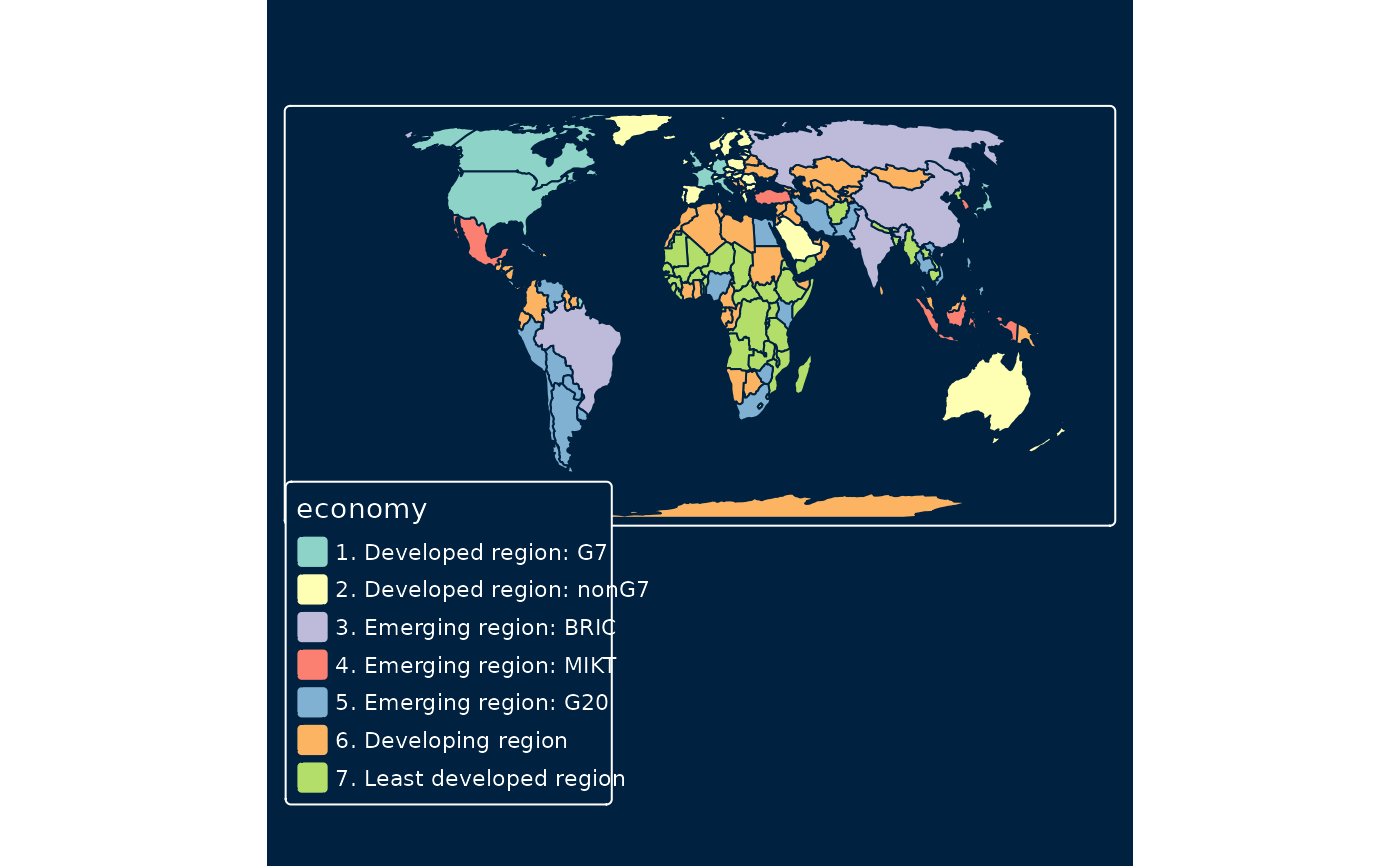 economy
1. Developed region: G7
2. Developed region: nonG7
3. Emerging region: BRIC
4. Emerging region: MIKT
5. Emerging region: G20
6. Developing region
7. Least developed region